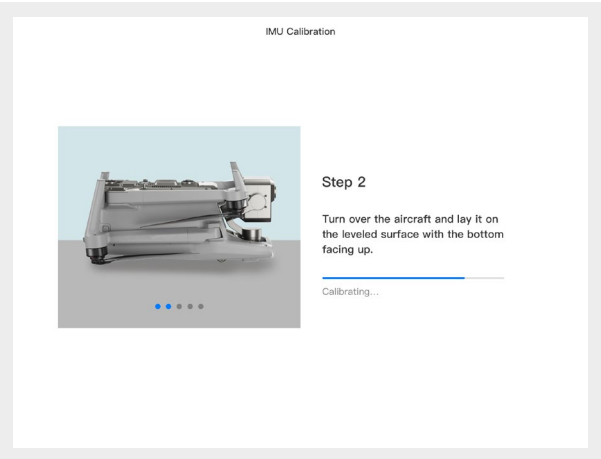 IMU Calibration
Step 2
Turn over the aircraft and lay it on
the leveled surface with the bottom
facing up.
Calibrating...